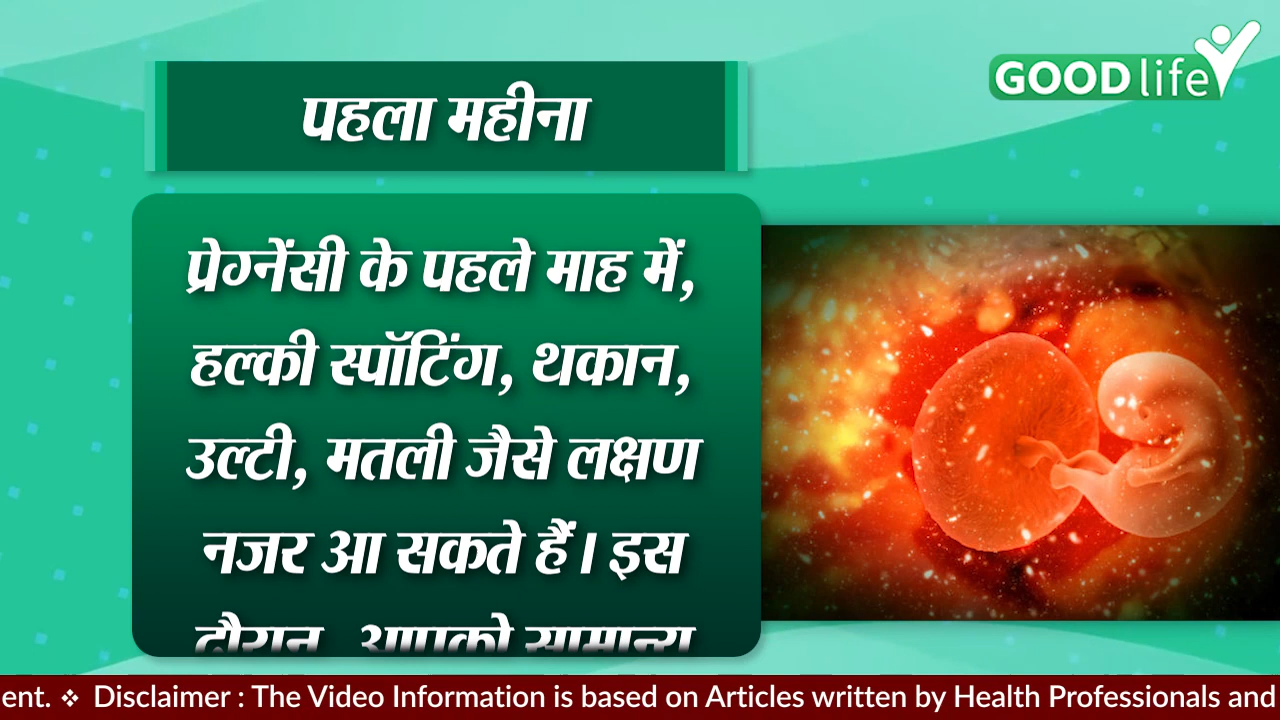 GOOD life
पहला महीना
प्रेग्नेंसी के पहले माह में,
हल्की स्पॉटिंग, थकान,
उल्टी, मतली जैसे लक्षण
नजर आ सकते हैं। इस
दौरान, आपको सामान्य
ent. ❖ Disclaimer : The Video Information is based on Articles written by Health Professionals and